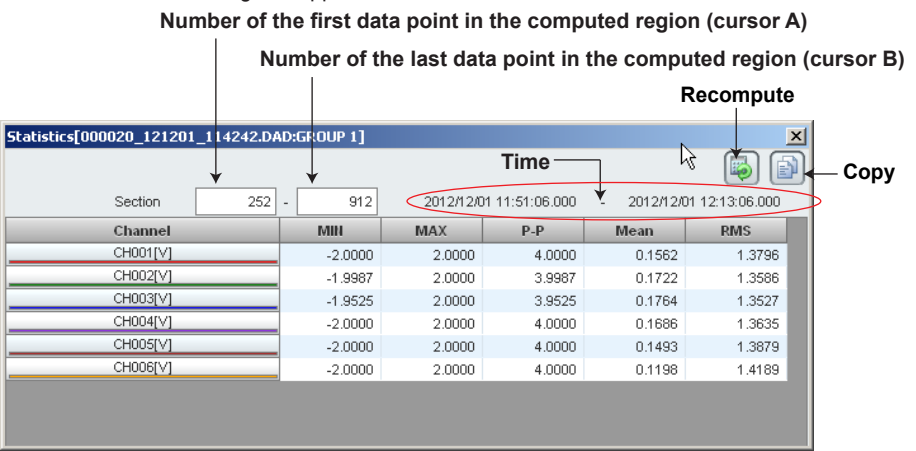 Number of the first data point in the computed region (cursor A)
Number of the last data point in the computed region (cursor B)
Recompute
Statistics[000020_121201_114242.DAD:GROUP 1]
Time
Copy
Section 252 - 912 2012/12/01 11:51:06.000 - 2012/12/01 12:13:06.000
Channel MIN MAX P-P Mean RMS
CH001[V] -2.0000 2.0000 4.0000 0.1562 1.3796
CH002[V] -1.9987 2.0000 3.9987 0.1722 1.3586
CH003[V] -1.9525 2.0000 3.9525 0.1764 1.3527
CH004[V] -2.0000 2.0000 4.0000 0.1686 1.3635
CH005[V] -2.0000 2.0000 4.0000 0.1493 1.3879
CH006[V] -2.0000 2.0000 4.0000 0.1198 1.4189